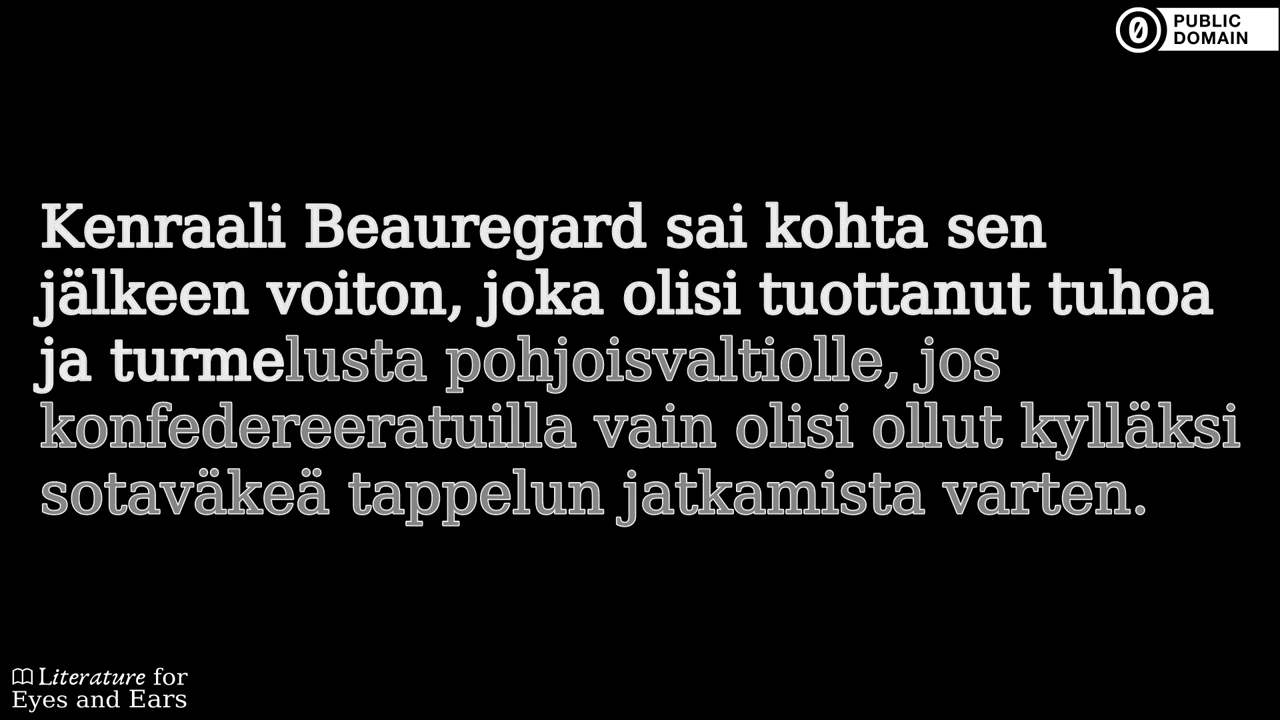 PUBLIC
DOMAIN
Kenraali Beauregard sai kohta sen
jälkeen voiton, joka olisi tuottanut tuhoa
ja turmelusta pohjoisvaltiolle, jos
konfedereeratuilla vain olisi ollut kylläksi
sotaväkeä tappelun jatkamista varten.
Literature for
Eyes and Ears